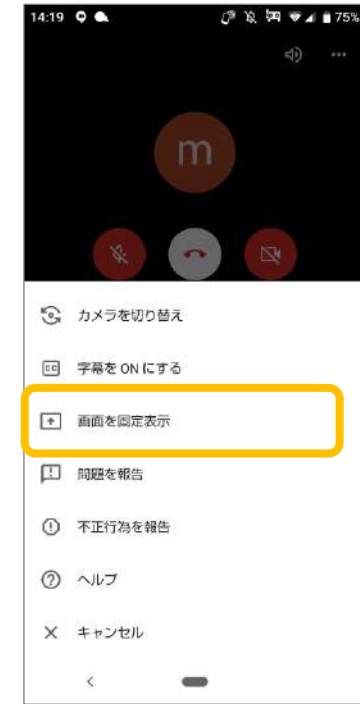 14:19 75%
m
カメラを切り替え
CC 字幕を ON にする
画面を固定表示
問題を報告
不正行為を報告
ヘルプ
キャンセル